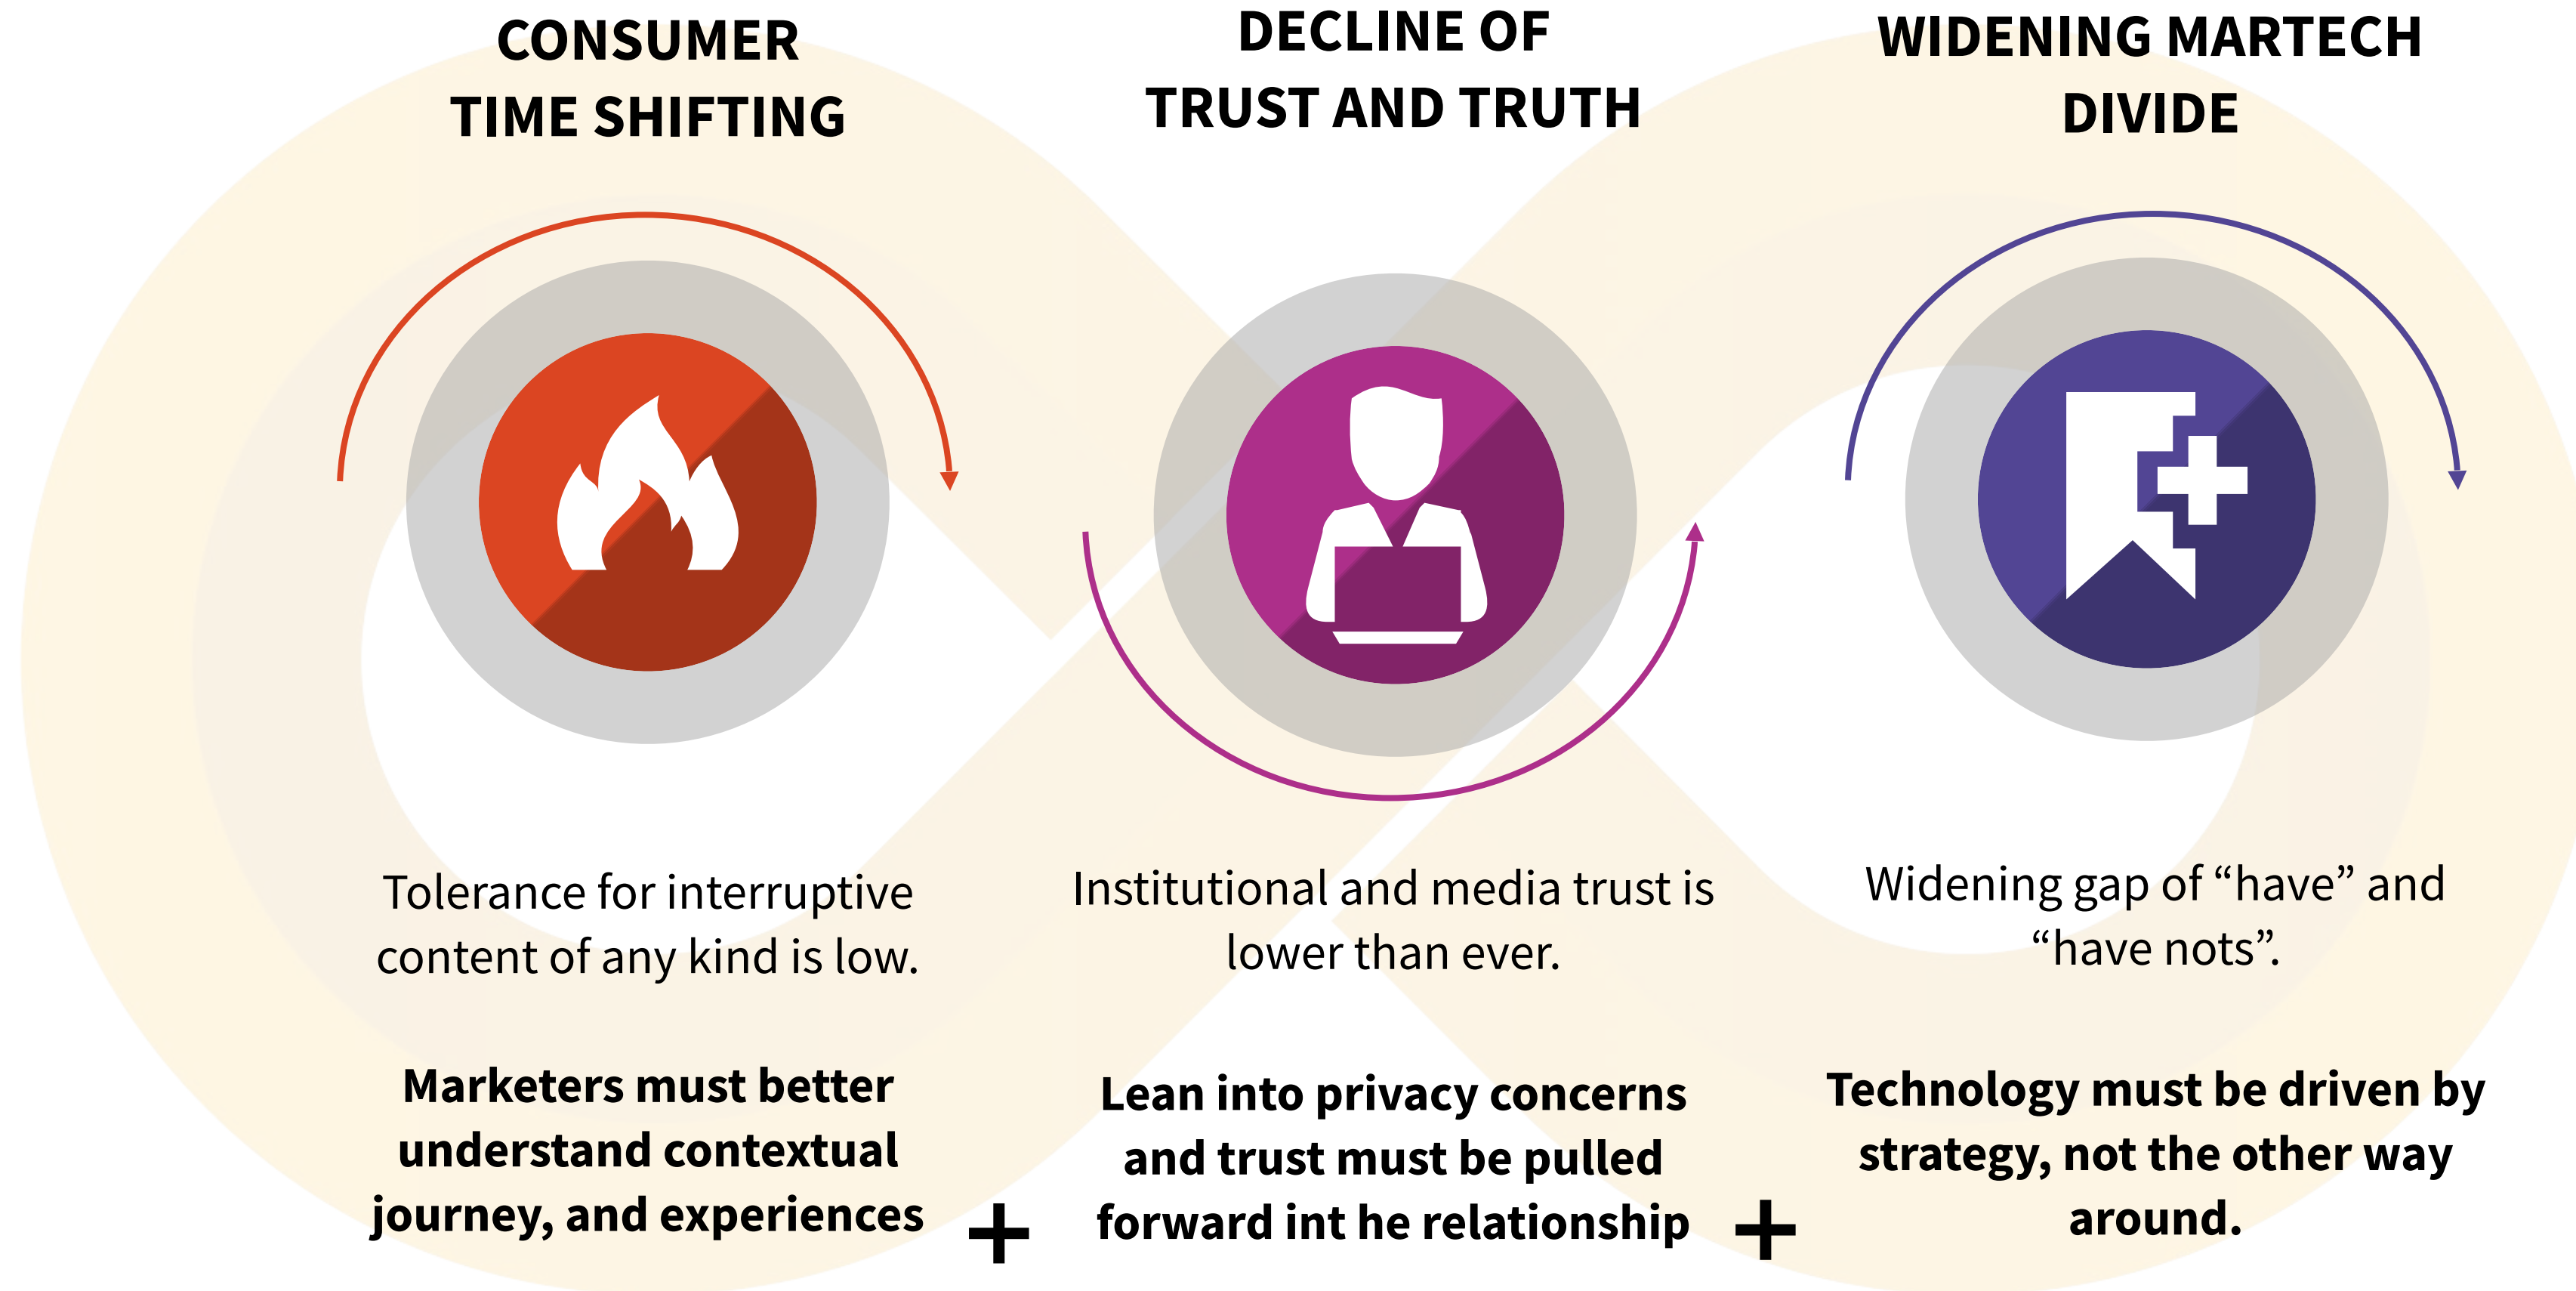 CONSUMER
TIME SHIFTING
DECLINE OF
TRUST AND TRUTH
WIDENING MARTECH
DIVIDE
Tolerance for interruptive
content of any kind is low.
Institutional and media trust is
lower than ever.
Widening gap of “have” and
“have nots”.
Marketers must better
understand contextual
journey, and experiences
+
Lean into privacy concerns
and trust must be pulled
forward int he relationship
+
Technology must be driven by
strategy, not the other way
around.